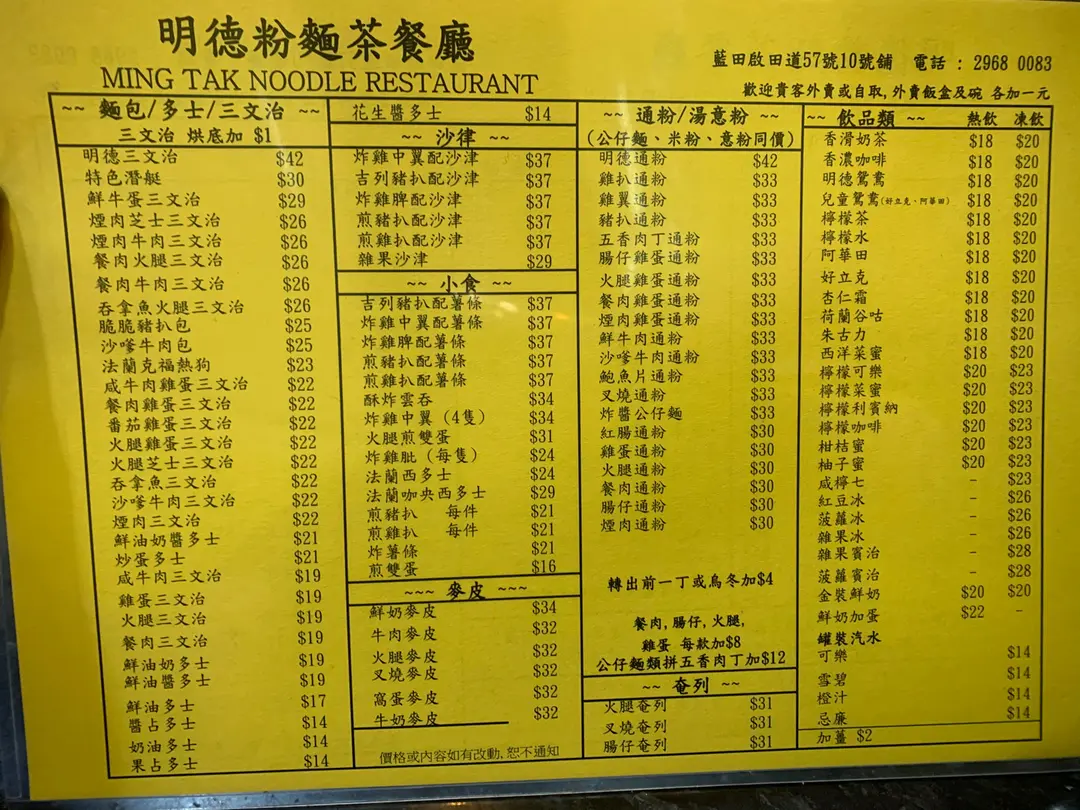 明德粉麵茶餐廳
MING TAK NOODLE RESTAURANT
藍田啟田道57號10號舖 電話 : 2968 0083
歡迎貴客外賣或自取, 外賣飯盒及碗 各加一元
~~ 麵包/多士/三文治 ~~
三文治 烘底加 $1
明德三文治 $42
特色潛艇 $30
鮮牛蛋三文治 $29
煙肉芝士三文治 $26
煙肉牛肉三文治 $26
餐肉火腿三文治 $26
餐肉牛肉三文治 $26
吞拿魚火腿三文治 $26
脆脆豬扒包 $25
沙嗲牛肉包 $25
法蘭克福熱狗 $23
咸牛肉雞蛋三文治 $22
餐肉雞蛋三文治 $22
番茄雞蛋三文治 $22
火腿雞蛋三文治 $22
火腿芝士三文治 $22
吞拿魚三文治 $22
沙嗲牛肉三文治 $22
煙肉三文治 $22
鮮油奶醬多士 $21
炒蛋多士 $21
咸牛肉三文治 $19
雞蛋三文治 $19
火腿三文治 $19
餐肉三文治 $19
鮮油奶多士 $19
鮮油醬多士 $19
鮮油多士 $17
醬占多士 $14
奶油多士 $14
果占多士 $14
花生醬多士 $14
~~ 沙律 ~~
炸雞中翼配沙津 $37
吉列豬扒配沙津 $37
炸雞脾配沙津 $37
煎豬扒配沙津 $37
煎雞扒配沙津 $37
雜果沙津 $29
~~ 小食 ~~
吉列豬扒配薯條 $37
炸雞中翼配薯條 $37
炸雞脾配薯條 $37
煎豬扒配薯條 $37
煎雞扒配薯條 $37
酥炸雲吞 $34
炸雞中翼 (4隻) $34
火腿煎雙蛋 $31
炸雞肶 (每隻) $24
法蘭西多士 $24
法蘭咖央西多士 $29
煎豬扒 每件 $21
煎雞扒 每件 $21
炸薯條 $21
煎雙蛋 $16
~~~ 麥皮 ~~~
鮮奶麥皮 $34
牛肉麥皮 $32
火腿麥皮 $32
叉燒麥皮 $32
窩蛋麥皮 $32
牛奶麥皮 $32
價格或內容如有改動, 恕不通知
~~ 通粉/湯意粉 ~~
(公仔麵、米粉、意粉同價)
明德通粉 $42
雞扒通粉 $33
雞翼通粉 $33
豬扒通粉 $33
五香肉丁通粉 $33
腸仔雞蛋通粉 $33
火腿雞蛋通粉 $33
餐肉雞蛋通粉 $33
煙肉雞蛋通粉 $33
鮮牛肉通粉 $33
沙嗲牛肉通粉 $33
鮑魚片通粉 $33
叉燒通粉 $33
炸醬公仔麵 $33
紅腸通粉 $30
雞蛋通粉 $30
火腿通粉 $30
餐肉通粉 $30
腸仔通粉 $30
煙肉通粉 $30
轉出前一丁或烏冬加$4
餐肉, 腸仔, 火腿,
雞蛋 每款加$8
公仔麵類拼五香肉丁加$12
~~ 奄列 ~~
火腿奄列 $31
叉燒奄列 $31
腸仔奄列 $31
~~ 飲品類 ~~ 熱飲 凍飲
香滑奶茶 $18 $20
香濃咖啡 $18 $20
明德鴛鴦 $18 $20
兒童鴛鴦(好立克、阿華田) $18 $20
檸檬茶 $18 $20
檸檬水 $18 $20
阿華田 $18 $20
好立克 $18 $20
杏仁霜 $18 $20
荷蘭谷咕 $18 $20
朱古力 $18 $20
西洋菜蜜 $18 $20
檸檬可樂 $20 $23
檸檬菜蜜 $20 $23
檸檬利賓納 $20 $23
檸檬咖啡 $20 $23
柑桔蜜 $20 $23
柚子蜜 $20 $23
咸檸七 - $23
紅豆冰 - $26
菠蘿冰 - $26
雜果冰 - $26
雜果賓治 - $28
菠蘿賓治 - $28
金裝鮮奶 $20 $20
鮮奶加蛋 $22 -
罐裝汽水
可樂 $14
雪碧 $14
橙汁 $14
忌廉 $14
加薑 $2